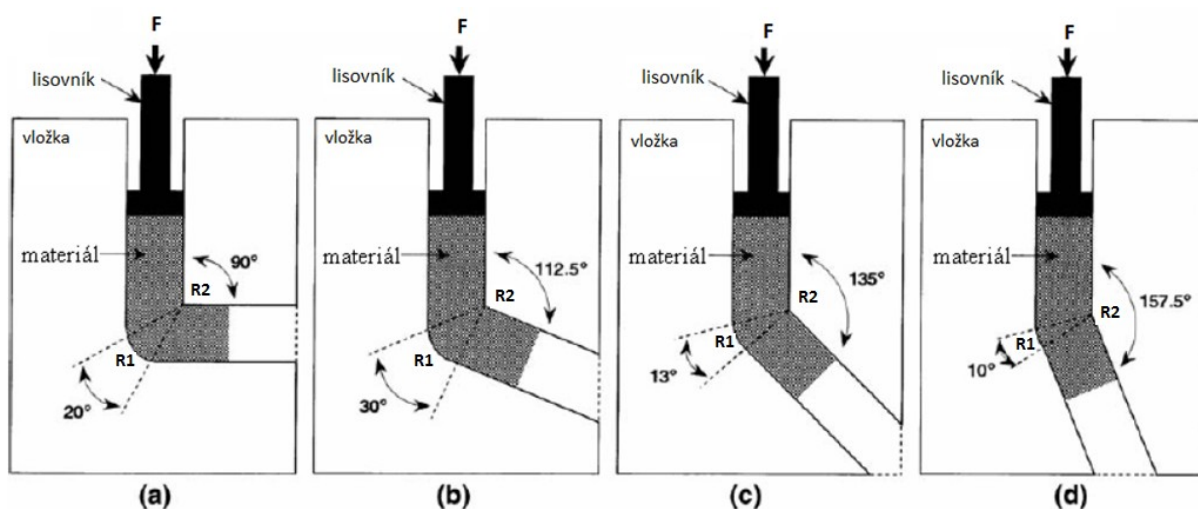 F
lisovník
vložka
materiál
90°
R2
R1
20°
(a)
F
lisovník
vložka
materiál
112.5°
R2
R1
30°
(b)
F
lisovník
vložka
materiál
135°
R2
R1
13°
(c)
F
lisovník
vložka
materiál
157.5°
R2
R1
10°
(d)